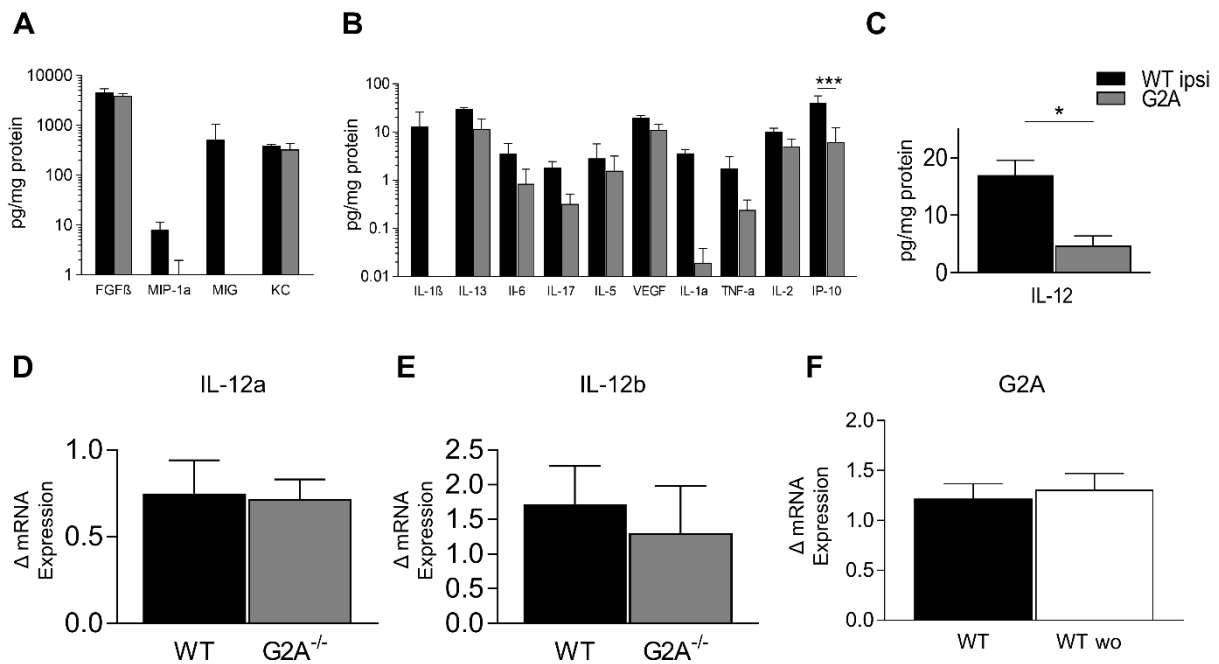 A
B
C
WT ipsi
G2A
10000
1000
100
10
1
pg/mg protein
FGFß MIP-1a MIG KC
100
10
1
0.1
0.01
pg/mg protein
***
IL-1ß IL-13 Il-6 IL-17 IL-5 VEGF IL-1a TNF-a IL-2 IP-10
*
20
10
0
pg/mg protein
IL-12
D
IL-12a
1.0
0.5
0.0
Δ mRNA
Expression
WT G2A-/-
E
IL-12b
2.5
2.0
1.5
1.0
0.5
0.0
Δ mRNA
Expression
WT G2A-/-
F
G2A
2.0
1.5
1.0
0.5
0.0
Δ mRNA
Expression
WT WT wo